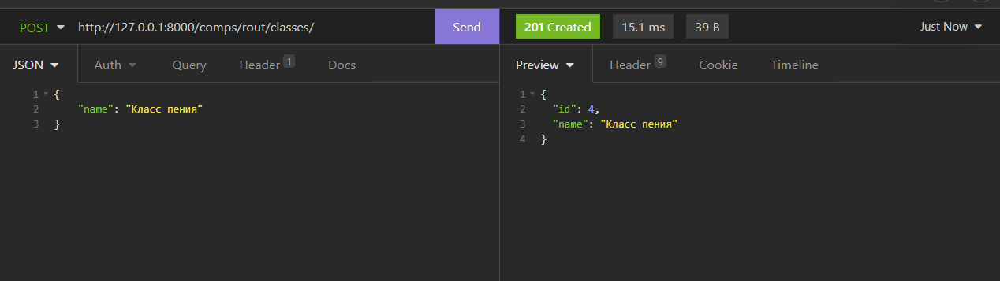 POST http://127.0.0.1:8000/comps/rout/classes/ Send 201 Created 15.1 ms 39 B Just Now
JSON Auth Query Header 1 Docs Preview Header 9 Cookie Timeline
1 {
2 "name": "Класс пения"
3 }
1 {
2 "id": 4,
3 "name": "Класс пения"
4 }